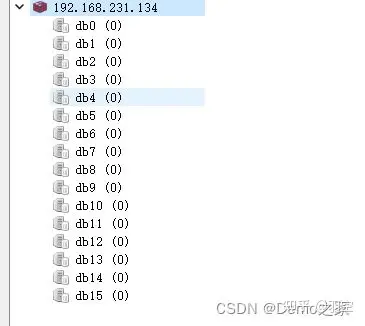 192.168.231.134
db0 (0)
db1 (0)
db2 (0)
db3 (0)
db4 (0)
db5 (0)
db6 (0)
db7 (0)
db8 (0)
db9 (0)
db10 (0)
db11 (0)
db12 (0)
db13 (0)
db14 (0)
db15 (0)
CSDN @Demo之家